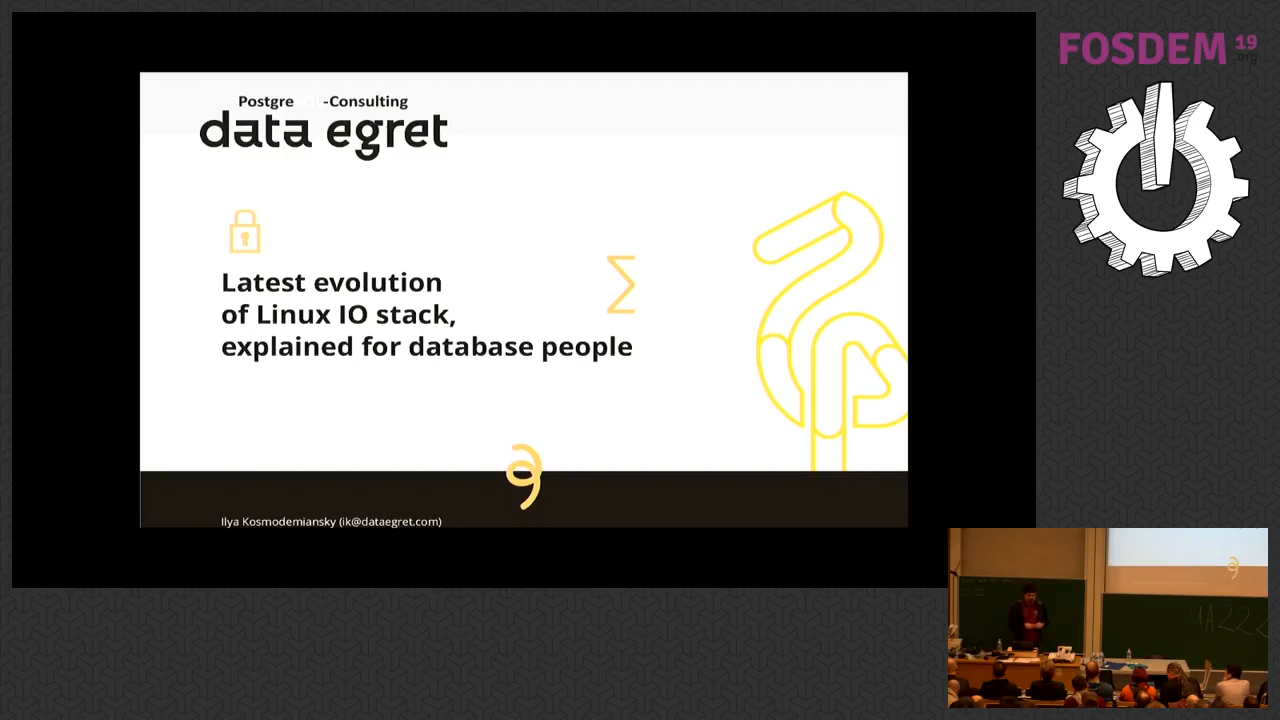 FOSDEM 19
.org
Postgre -Consulting
data egret
Latest evolution
of Linux IO stack,
explained for database people
Ilya Kosmodemiansky (ik@dataegret.com)